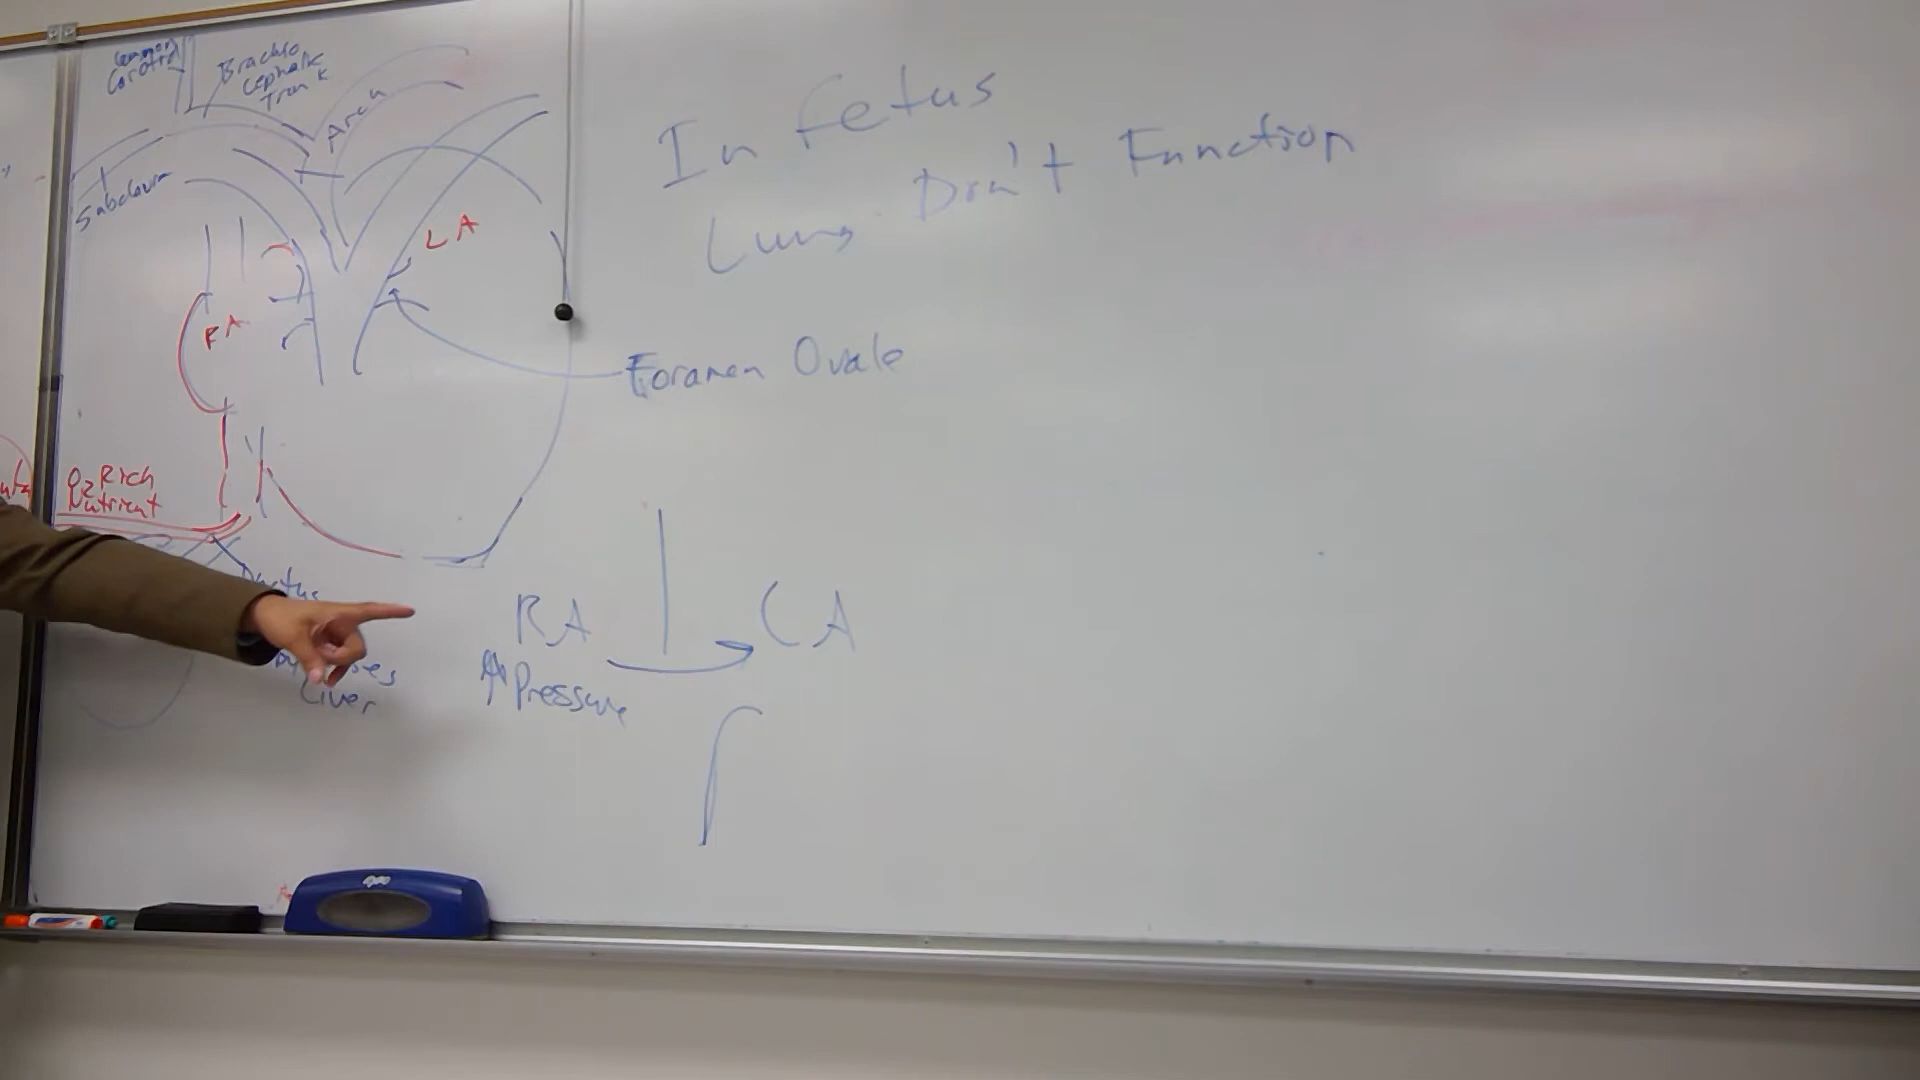 Common
Carotid
Brachio
Cephalic
Trunk
Arch
Subclavian
LA
RA
In Fetus
Lungs Don't Function
Foramen Ovale
O2 Rich
Nutrient
Ductus
Liver
RA
LA
Pressure
expo